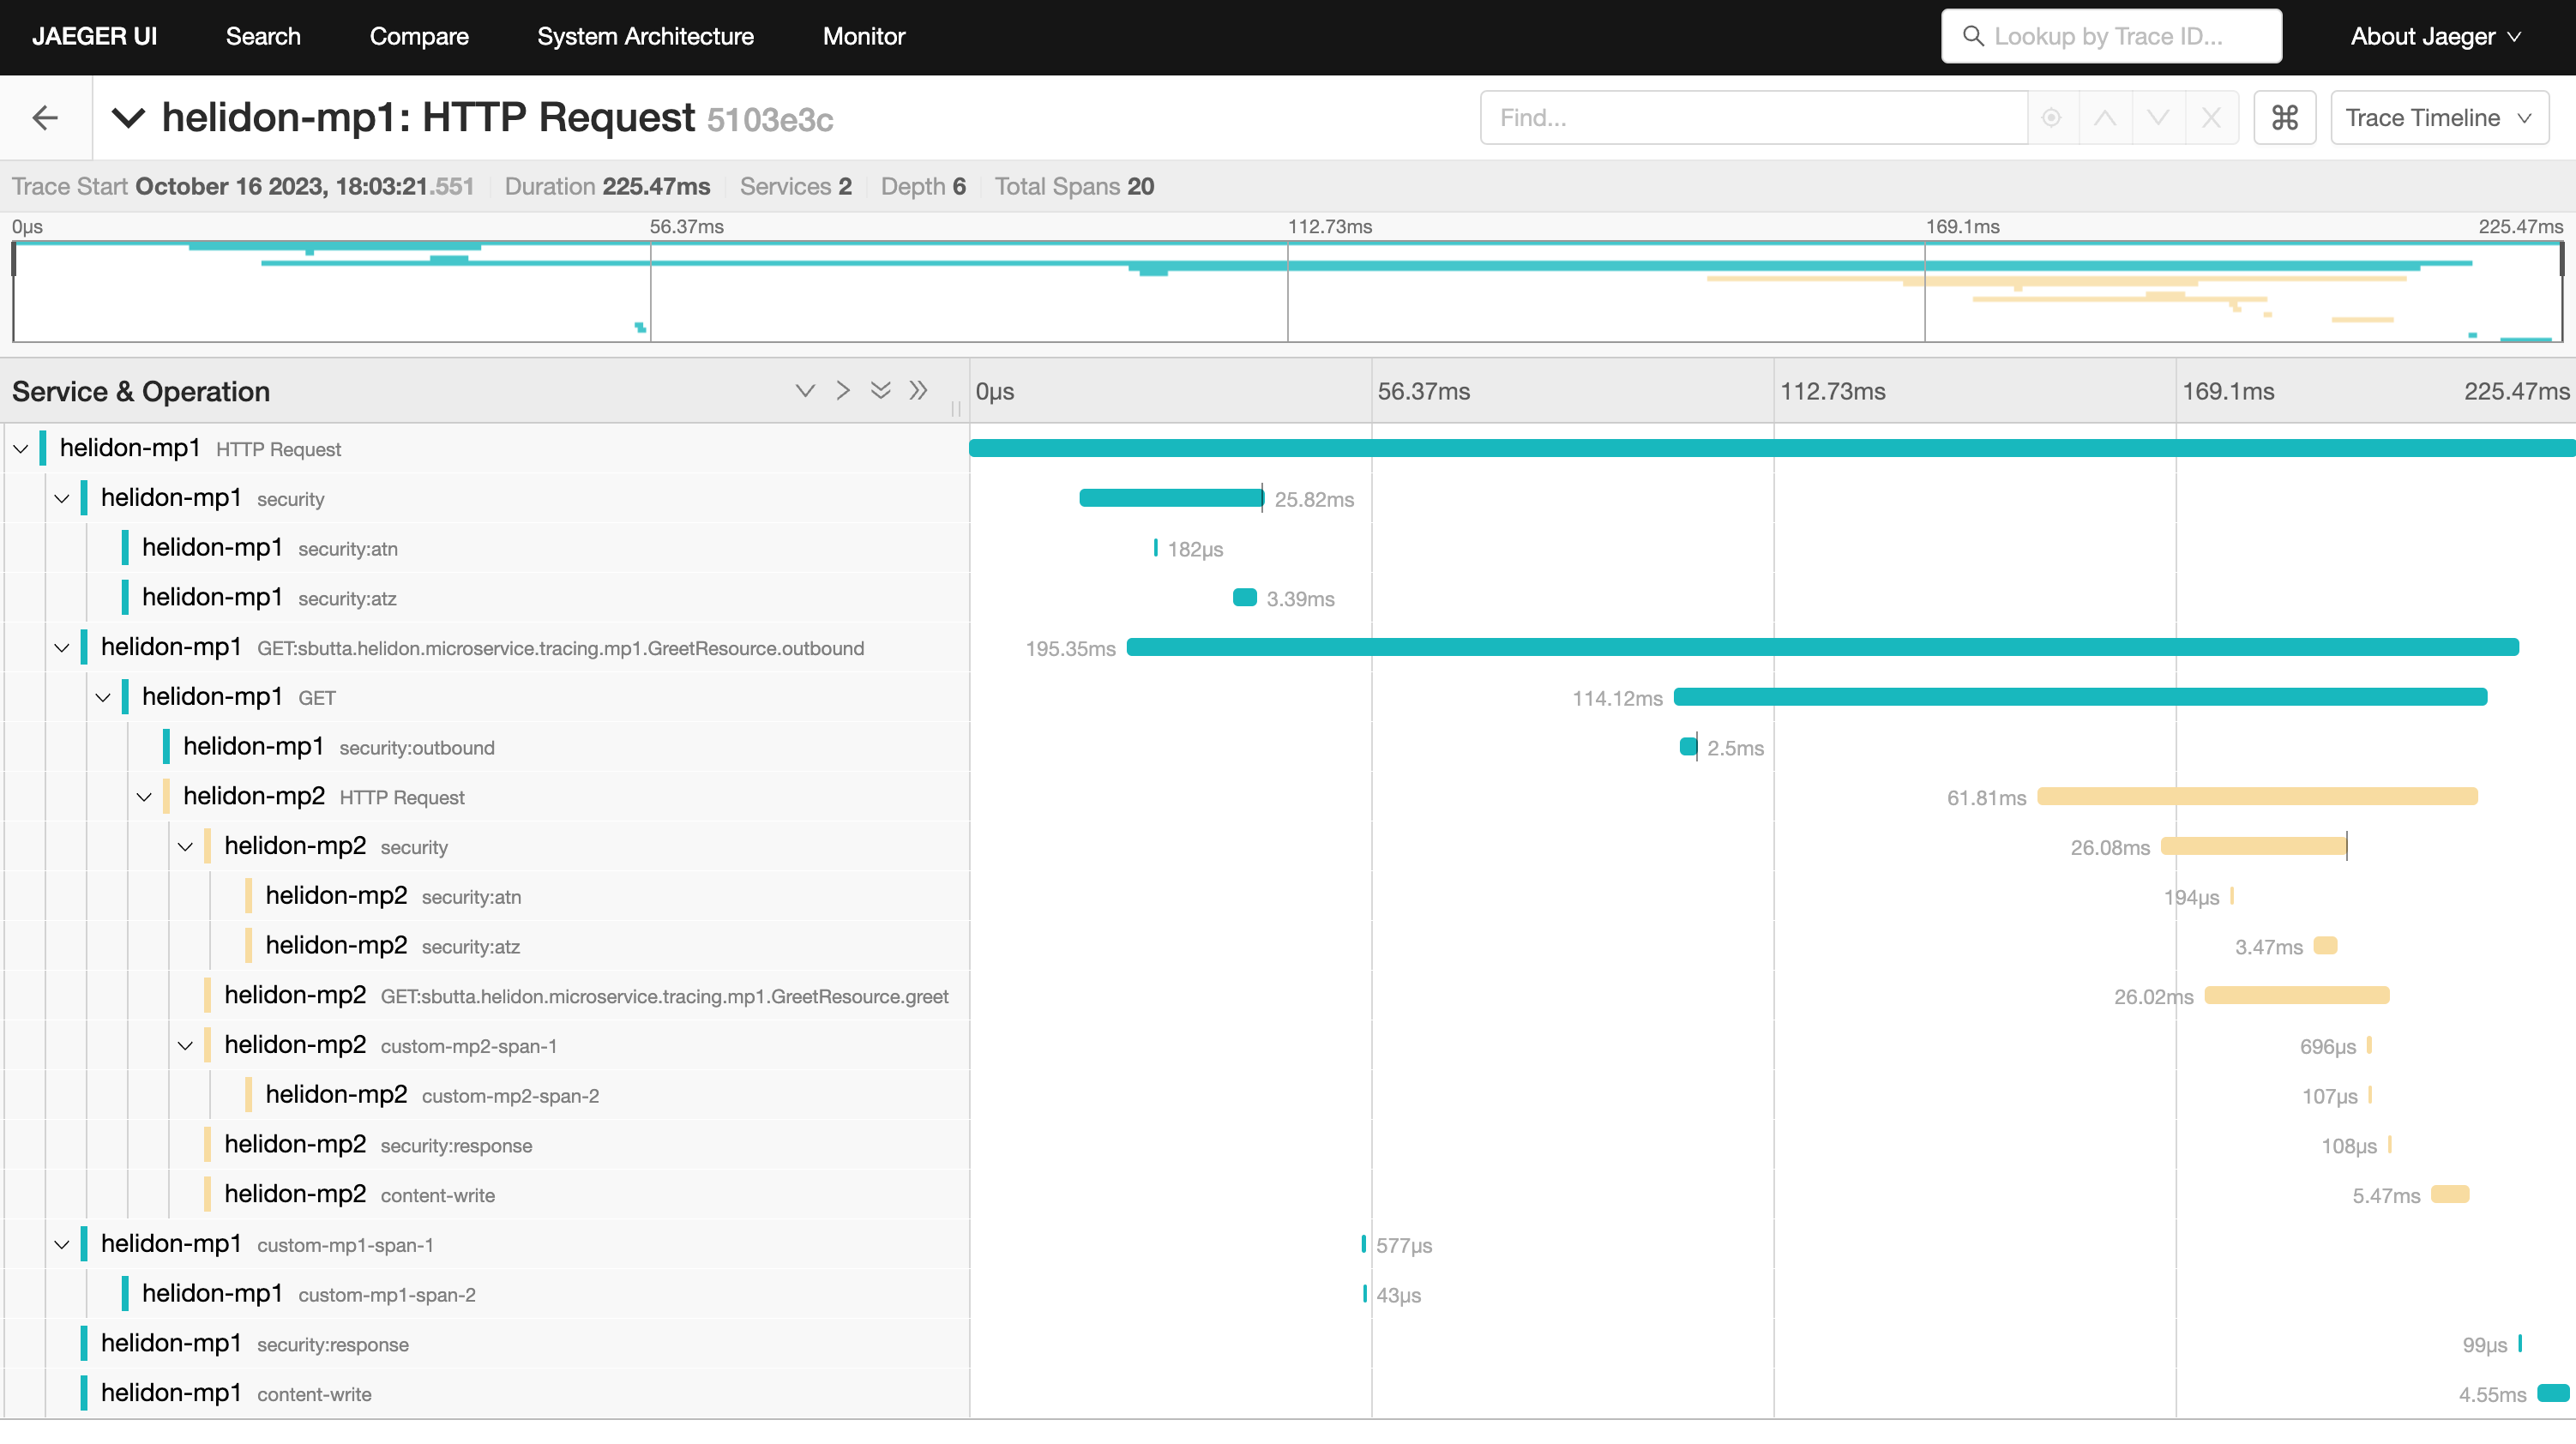 JAEGER UI Search Compare System Architecture Monitor Lookup by Trace ID... About Jaeger
helidon-mp1: HTTP Request 5103e3c Find... ⌘ Trace Timeline
Trace Start October 16 2023, 18:03:21.551 Duration 225.47ms Services 2 Depth 6 Total Spans 20
0μs 56.37ms 112.73ms 169.1ms 225.47ms
Service & Operation 0μs 56.37ms 112.73ms 169.1ms 225.47ms
helidon-mp1 HTTP Request
helidon-mp1 security 25.82ms
helidon-mp1 security:atn 182μs
helidon-mp1 security:atz 3.39ms
helidon-mp1 GET:sbutta.helidon.microservice.tracing.mp1.GreetResource.outbound 195.35ms
helidon-mp1 GET 114.12ms
helidon-mp1 security:outbound 2.5ms
helidon-mp2 HTTP Request 61.81ms
helidon-mp2 security 26.08ms
helidon-mp2 security:atn 194μs
helidon-mp2 security:atz 3.47ms
helidon-mp2 GET:sbutta.helidon.microservice.tracing.mp1.GreetResource.greet 26.02ms
helidon-mp2 custom-mp2-span-1 696μs
helidon-mp2 custom-mp2-span-2 107μs
helidon-mp2 security:response 108μs
helidon-mp2 content-write 5.47ms
helidon-mp1 custom-mp1-span-1 577μs
helidon-mp1 custom-mp1-span-2 43μs
helidon-mp1 security:response 99μs
helidon-mp1 content-write 4.55ms